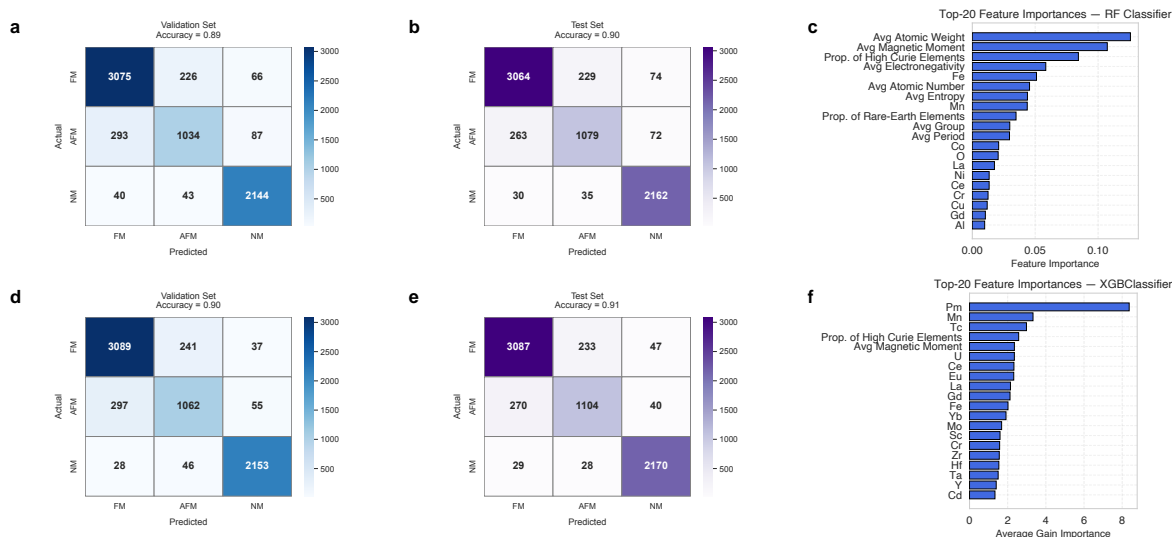 a
Validation Set
Accuracy = 0.89
Actual
FM
AFM
NM
3075 226 66
293 1034 87
40 43 2144
FM AFM NM
Predicted
3000
2500
2000
1500
1000
500
b
Test Set
Accuracy = 0.90
FM
AFM
NM
3064 229 74
263 1079 72
30 35 2162
FM AFM NM
Predicted
3000
2500
2000
1500
1000
500
c
Top-20 Feature Importances — RF Classifier
Avg Atomic Weight
Avg Magnetic Moment
Prop. of High Curie Elements
Avg Electronegativity
Fe
Avg Atomic Number
Avg Entropy
Mn
Prop. of Rare-Earth Elements
Avg Group
Avg Period
Co
O
La
Ni
Ce
Cr
Cu
Gd
Al
0.00 0.05 0.10
Feature Importance
d
Validation Set
Accuracy = 0.90
Actual
FM
AFM
NM
3089 241 37
297 1062 55
28 46 2153
FM AFM NM
Predicted
3000
2500
2000
1500
1000
500
e
Test Set
Accuracy = 0.91
Actual
FM
AFM
NM
3087 233 47
270 1104 40
29 28 2170
FM AFM NM
Predicted
3000
2500
2000
1500
1000
500
f
Top-20 Feature Importances — XGBClassifier
Pm
Mn
Tc
Prop. of High Curie Elements
Avg Magnetic Moment
U
Ce
Eu
La
Gd
Fe
Yb
Mo
Sc
Cr
Zr
Hf
Ta
Y
Cd
0 2 4 6 8
Average Gain Importance